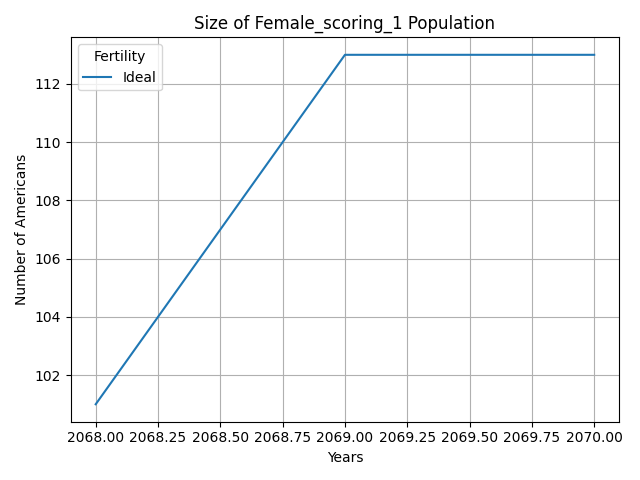 Size of Female_scoring_1 Population
Fertility
Ideal
Number of Americans
112
110
108
106
104
102
2068.00 2068.25 2068.50 2068.75 2069.00 2069.25 2069.50 2069.75 2070.00
Years